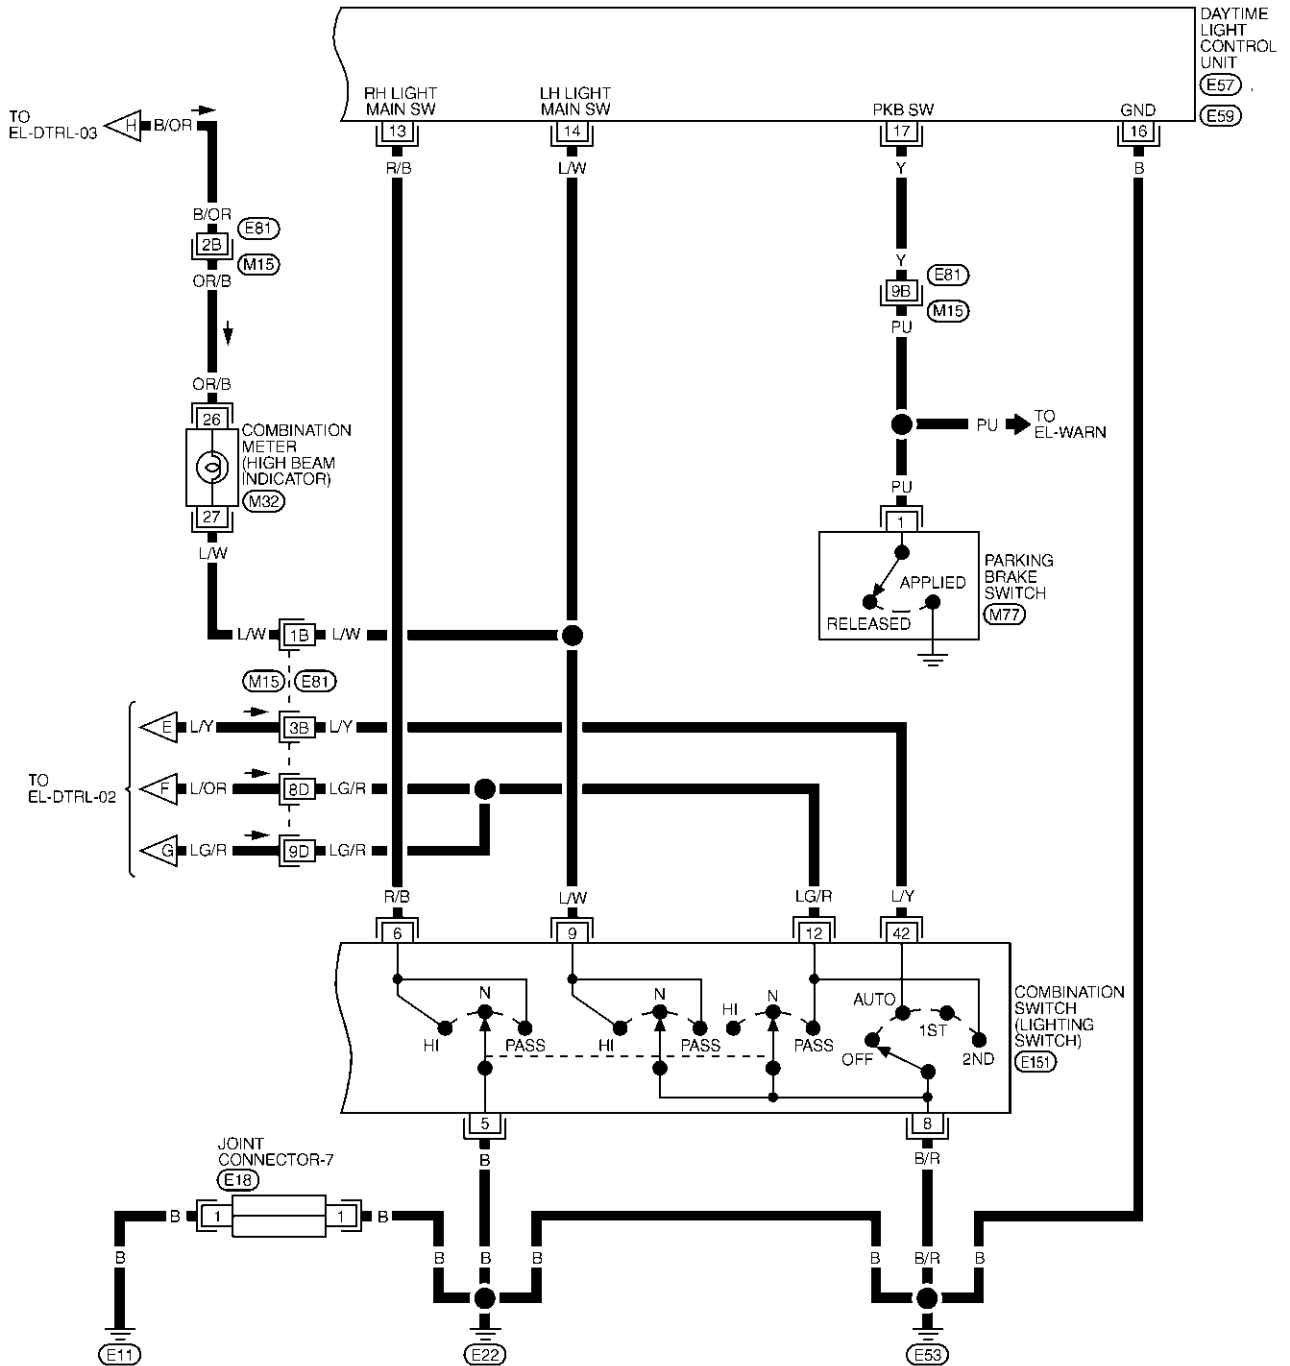 DAYTIME
LIGHT
CONTROL
UNIT
E57
E59
RH LIGHT
MAIN SW
LH LIGHT
MAIN SW
PKB SW
GND
13
14
17
16
TO
EL-DTRL-03
H
B/OR
R/B
L/W
Y
B
B/OR
E81
2B
M15
OR/B
Y
E81
9B
M15
PU
OR/B
26
COMBINATION
METER
(HIGH BEAM
INDICATOR)
M32
27
L/W
PU
TO
EL-WARN
PU
1
PARKING
BRAKE
SWITCH
M77
APPLIED
RELEASED
L/W
1B
L/W
M15
E81
TO
EL-DTRL-02
E
L/Y
3B
L/Y
F
L/OR
8D
LG/R
G
LG/R
9D
LG/R
R/B
L/W
LG/R
L/Y
6
9
12
42
COMBINATION
SWITCH
(LIGHTING
SWITCH)
E151
HI
N
PASS
HI
N
PASS
HI
N
PASS
OFF
AUTO
1ST
2ND
5
8
B
B/R
JOINT
CONNECTOR-7
E18
B
1
1
B
B
B
B
B
B
B/R
B
E11
E22
E53